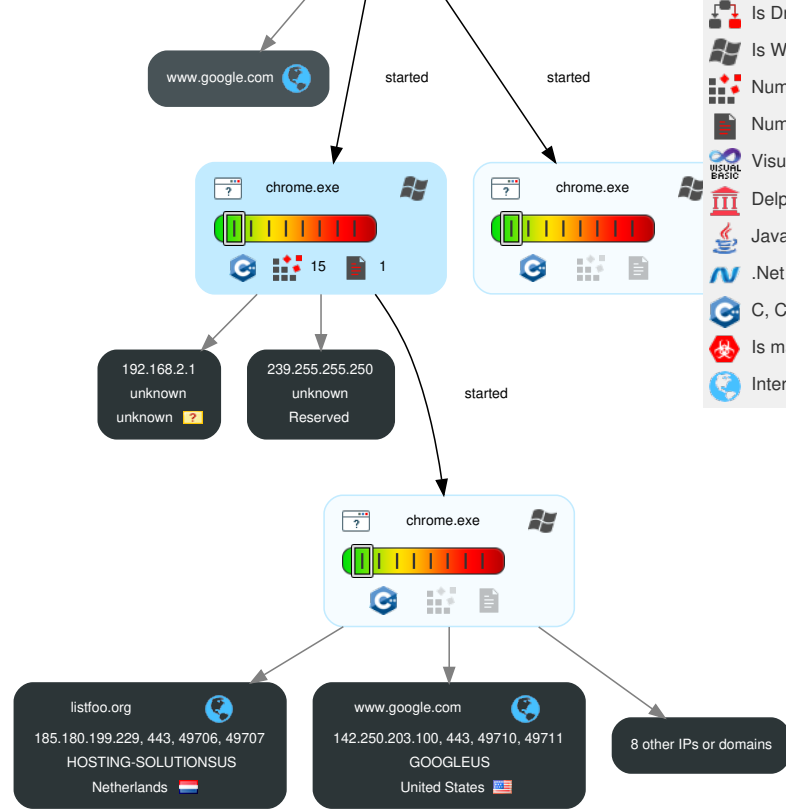 Is Dr
www.google.com
started
started
Is W
Num
Num
chrome.exe
?
chrome.exe
?
VISUAL
BASIC
Visu
Delp
Java
15
1
.Net
C, C
192.168.2.1
unknown
unknown ?
239.255.255.250
unknown
Reserved
started
Is m
Inter
chrome.exe
?
listfoo.org
185.180.199.229, 443, 49706, 49707
HOSTING-SOLUTIONSUS
Netherlands
www.google.com
142.250.203.100, 443, 49710, 49711
GOOGLEUS
United States
8 other IPs or domains